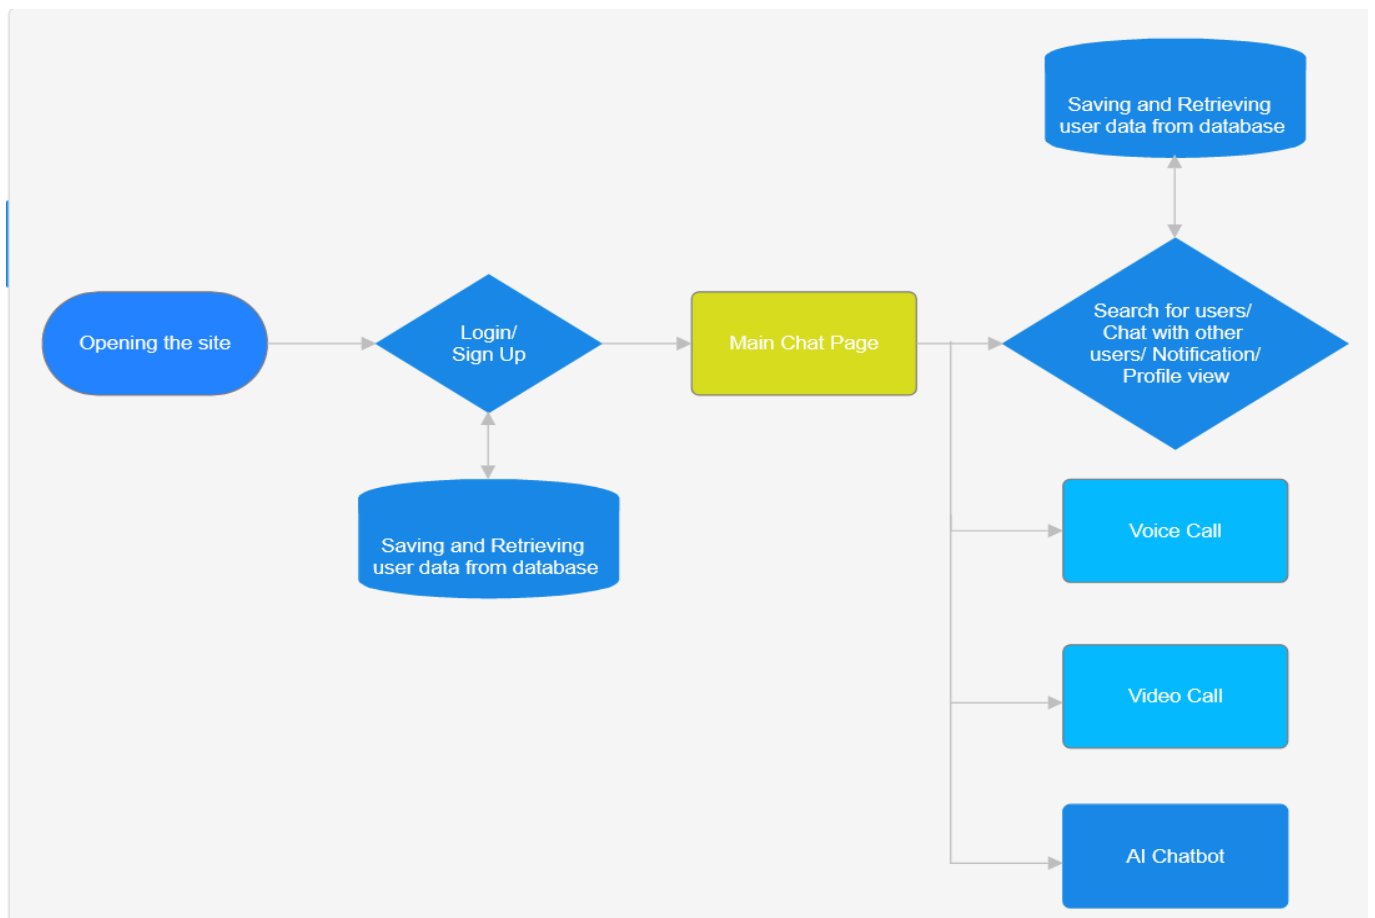 Saving and Retrieving
user data from database
Opening the site
Login/
Sign Up
Main Chat Page
Search for users/
Chat with other
users/ Notification/
Profile view
Saving and Retrieving
user data from database
Voice Call
Video Call
AI Chatbot